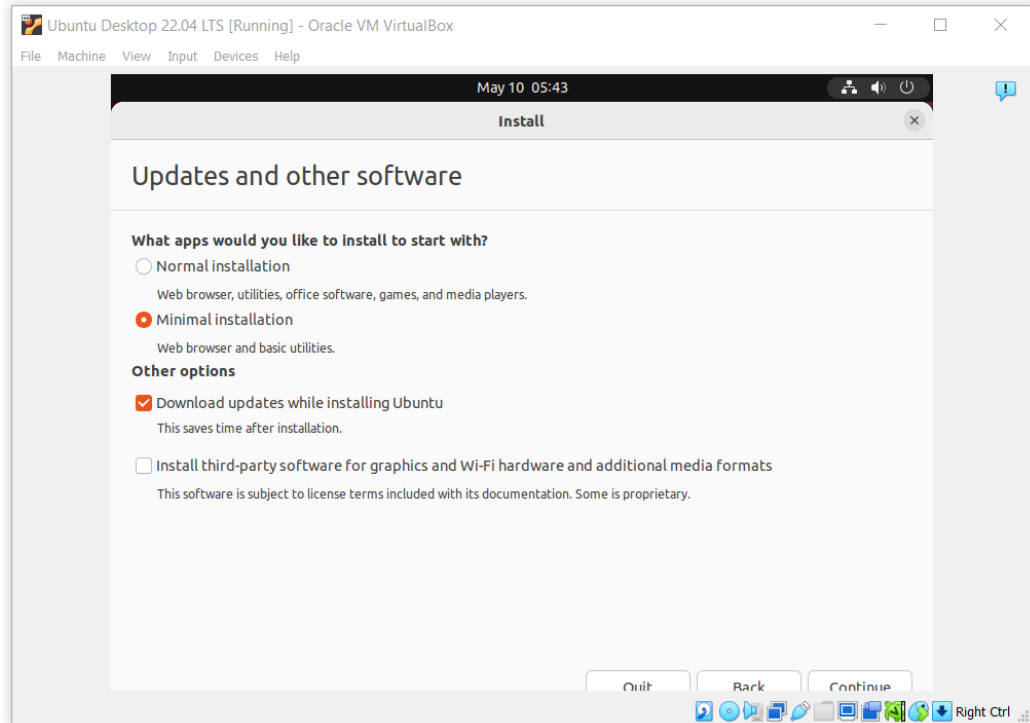 Ubuntu Desktop 22.04 LTS [Running] - Oracle VM VirtualBox
File Machine View Input Devices Help
May 10 05:43
Install
Updates and other software
What apps would you like to install to start with?
Normal installation
Web browser, utilities, office software, games, and media players.
Minimal installation
Web browser and basic utilities.
Other options
Download updates while installing Ubuntu
This saves time after installation.
Install third-party software for graphics and Wi-Fi hardware and additional media formats
This software is subject to license terms included with its documentation. Some is proprietary.
Quit Back Continue
Right Ctrl